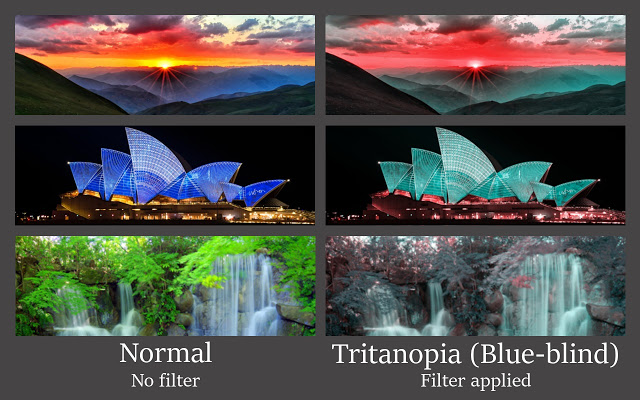 Normal
No filter
Tritanopia (Blue-blind)
Filter applied